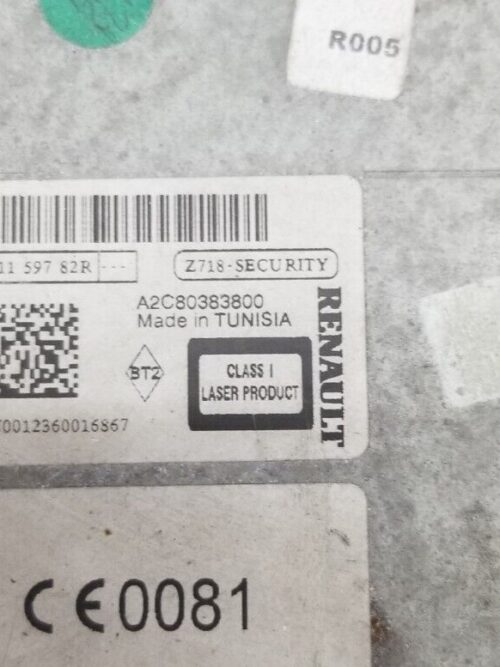 R005
11 597 82R ---
Z718-SECURITY
A2C80383800
Made in TUNISIA
BT2
CLASS I
LASER PRODUCT
RENAULT
0012360016867
CE0081